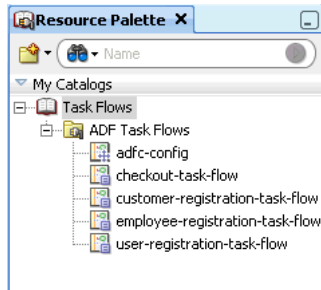 Resource Palette
Name
My Catalogs
Task Flows
ADF Task Flows
adfc-config
checkout-task-flow
customer-registration-task-flow
employee-registration-task-flow
user-registration-task-flow